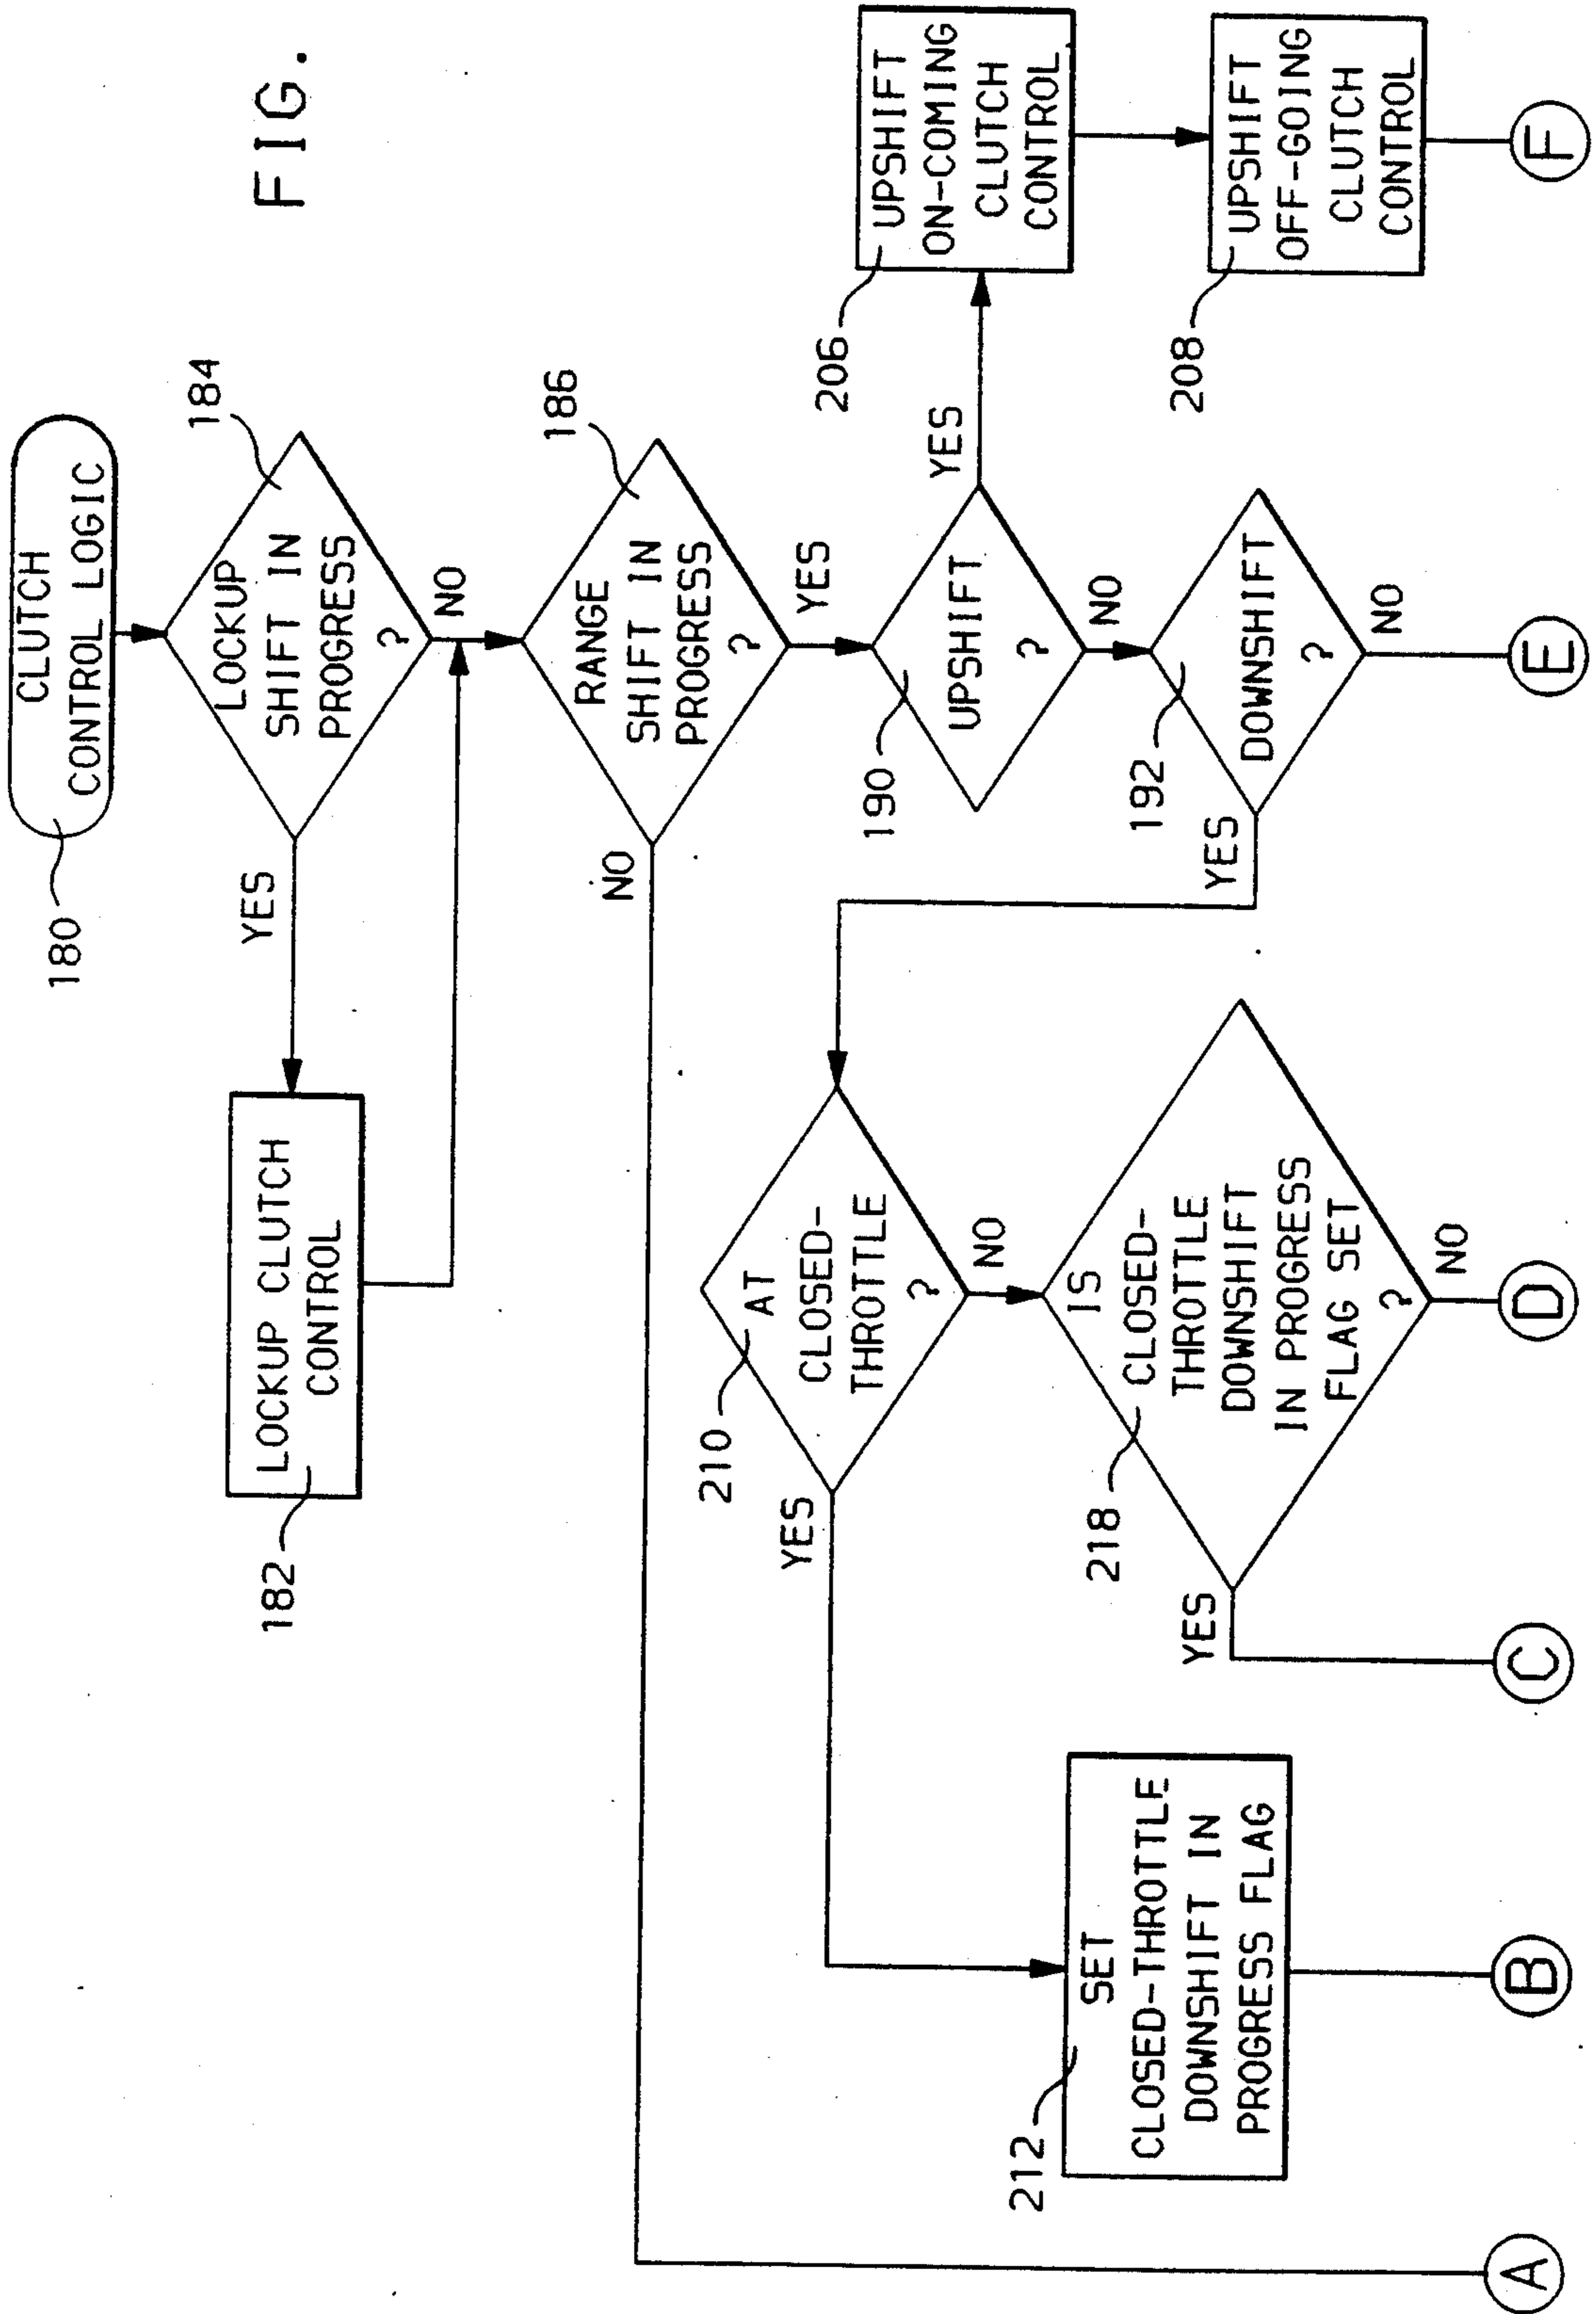 FIG.
CLUTCH
CONTROL LOGIC
180
LOCKUP
SHIFT IN
PROGRESS
?
184
YES
NO
LOCKUP CLUTCH
CONTROL
182
RANGE
SHIFT IN
PROGRESS
?
186
NO
YES
UPSHIFT
?
190
YES
NO
UPSHIFT
ON-COMING
CLUTCH
CONTROL
206
UPSHIFT
OFF-GOING
CLUTCH
CONTROL
208
DOWNSHIFT
?
192
YES
NO
AT
CLOSED-
THROTTLE
?
210
YES
NO
IS
CLOSED-
THROTTLE
DOWNSHIFT
IN PROGRESS
FLAG SET
?
218
YES
NO
SET
CLOSED-THROTTLE
DOWNSHIFT IN
PROGRESS FLAG
212
A
B
C
D
E
F